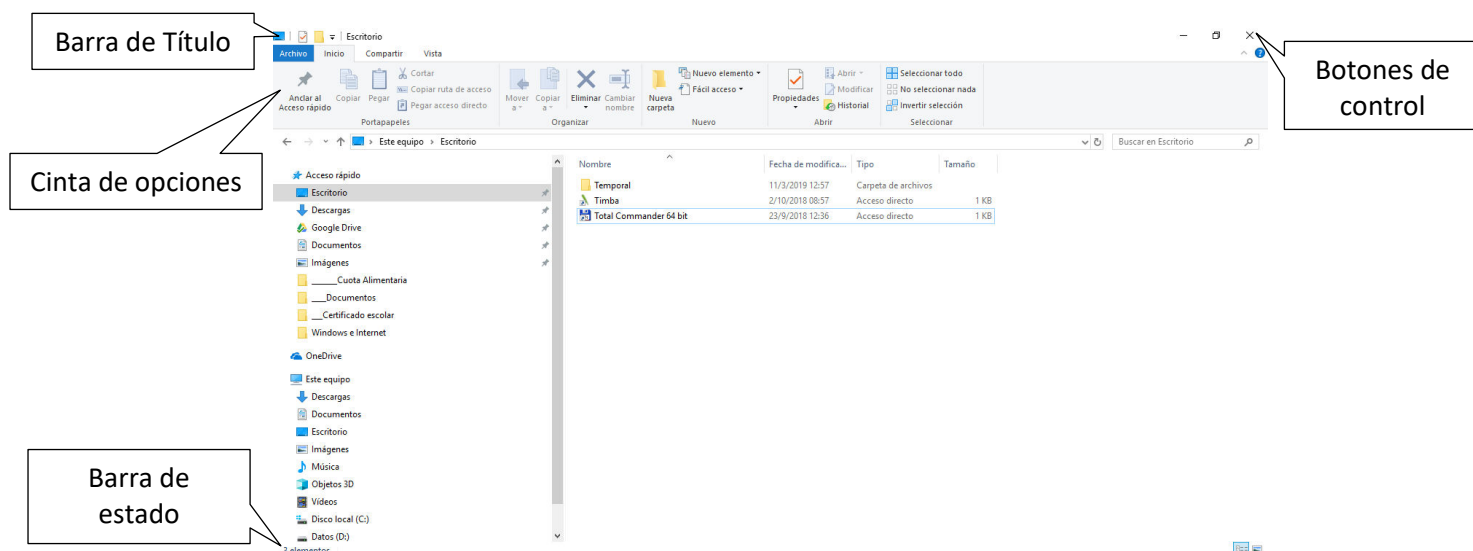 Barra de Título
Botones de
control
Cinta de opciones
Barra de
estado
Escritorio
Archivo Inicio Compartir Vista
Anclar al
Acceso rápido
Copiar
Pegar
Cortar
Copiar ruta de acceso
Pegar acceso directo
Portapapeles
Mover
a
Copiar
a
Eliminar
Cambiar
nombre
Organizar
Nueva
carpeta
Nuevo elemento
Fácil acceso
Nuevo
Propiedades
Abrir
Modificar
Historial
Abrir
Seleccionar todo
No seleccionar nada
Invertir selección
Seleccionar
Este equipo > Escritorio
Buscar en Escritorio
Acceso rápido
Escritorio
Descargas
Google Drive
Documentos
Imágenes
_____Cuota Alimentaria
___Documentos
__Certificado escolar
Windows e Internet
OneDrive
Este equipo
Descargas
Documentos
Escritorio
Imágenes
Música
Objetos 3D
Vídeos
Disco local (C:)
Datos (D:)
Nombre Fecha de modifica... Tipo Tamaño
Temporal 11/3/2019 12:57 Carpeta de archivos
Timba 2/10/2018 08:57 Acceso directo 1 KB
Total Commander 64 bit 23/9/2018 12:36 Acceso directo 1 KB
3 elementos